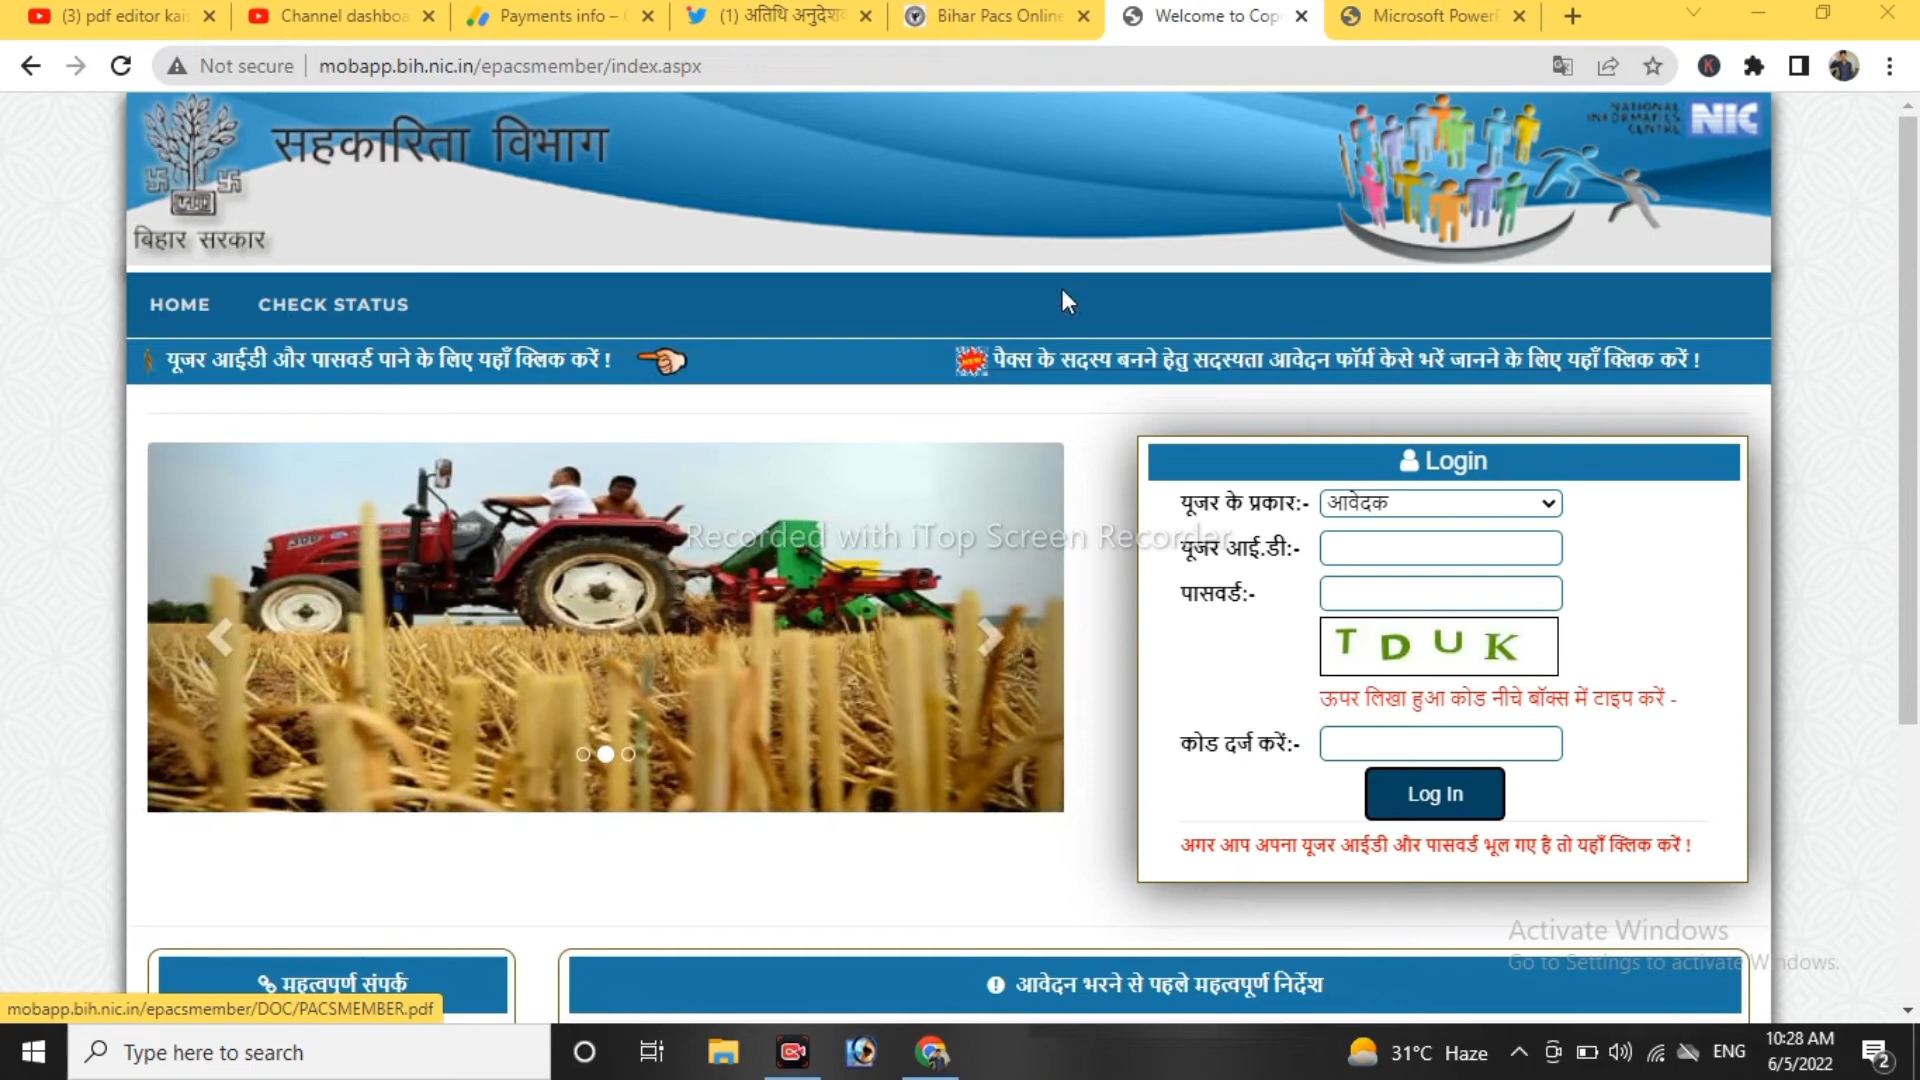 (3) pdf editor kai
Channel dashboa
Payments info –
(1) अतिथि अनुदेश
Bihar Pacs Online
Welcome to Cop
Microsoft Power
Not secure
mobapp.bih.nic.in/epacsmember/index.aspx
K
सहकारिता विभाग
बिहार सरकार
NATIONAL
INFORMATICS
CENTRE
NIC
HOME
CHECK STATUS
यूजर आईडी और पासवर्ड पाने के लिए यहाँ क्लिक करें !
पैक्स के सदस्य बनने हेतु सदस्यता आवेदन फॉर्म केसे भरें जानने के लिए यहाँ क्लिक करें !
Login
यूजर के प्रकार:-
आवेदक
Recorded with iTop Screen Recorder
यूजर आई.डी:-
पासवर्ड:-
T D U K
ऊपर लिखा हुआ कोड नीचे बॉक्स में टाइप करें -
कोड दर्ज करें:-
Log In
अगर आप अपना यूजर आईडी और पासवर्ड भूल गए है तो यहाँ क्लिक करें !
Activate Windows
Go to Settings to activate Windows.
महत्वपूर्ण संपर्क
आवेदन भरने से पहले महत्वपूर्ण निर्देश
mobapp.bih.nic.in/epacsmember/DOC/PACSMEMBER.pdf
Type here to search
31°C Haze
ENG
10:28 AM
6/5/2022
2